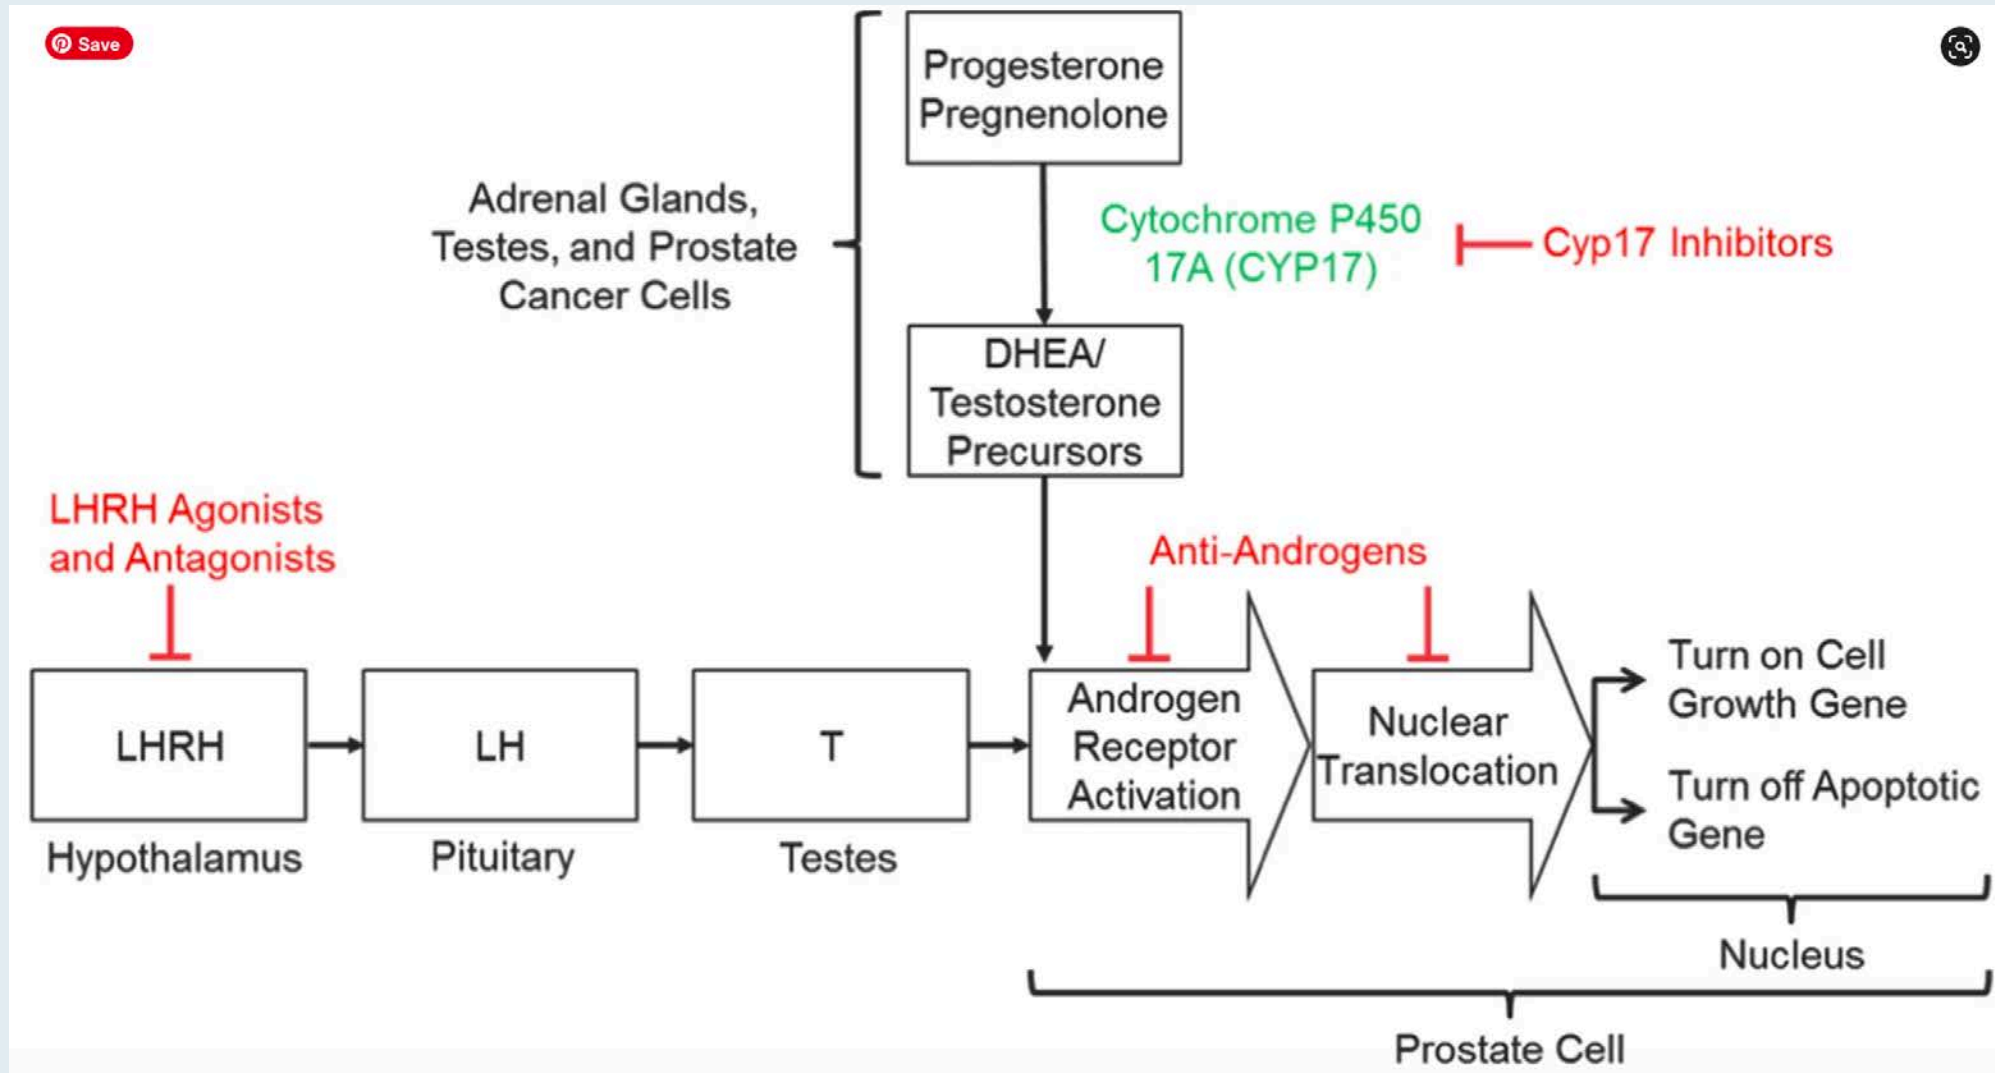 Save
Progesterone
Pregnenolone
Adrenal Glands,
Testes, and Prostate
Cancer Cells
Cytochrome P450
17A (CYP17)
Cyp17 Inhibitors
DHEA/
Testosterone
Precursors
LHRH Agonists
and Antagonists
Anti-Androgens
LHRH
LH
T
Androgen
Receptor
Activation
Nuclear
Translocation
Turn on Cell
Growth Gene
Turn off Apoptotic
Gene
Hypothalamus
Pituitary
Testes
Nucleus
Prostate Cell